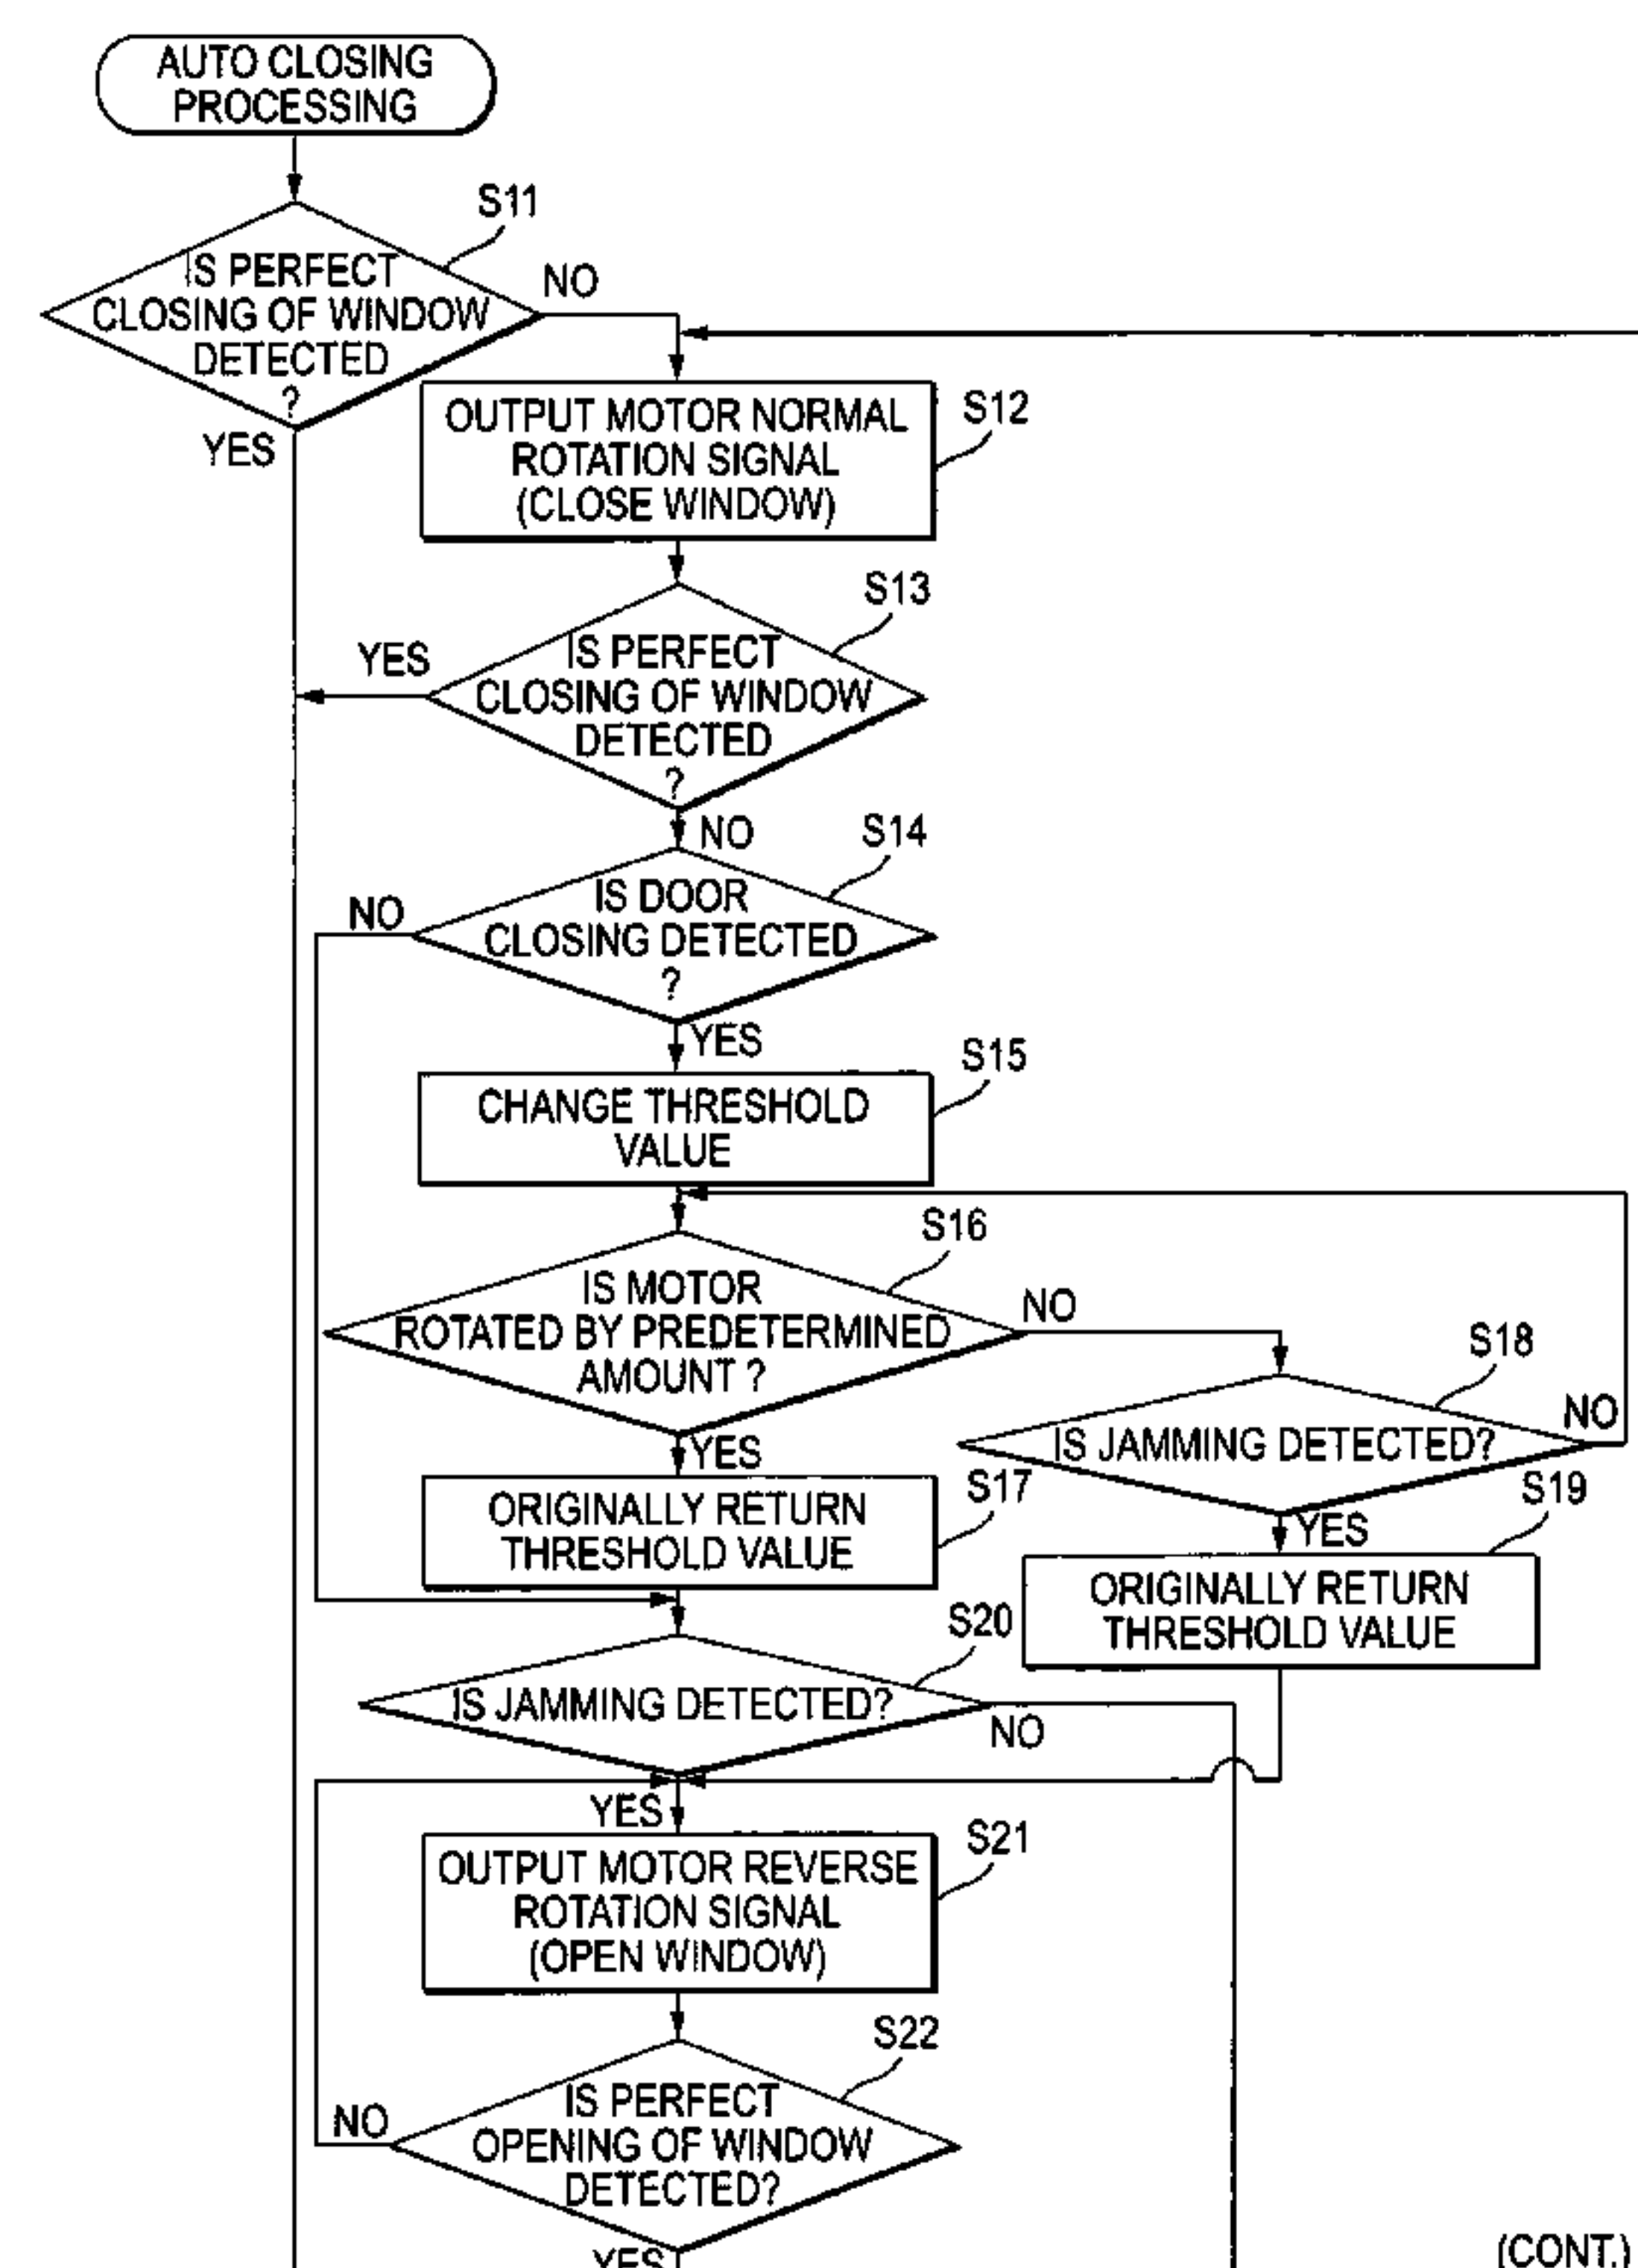 AUTO CLOSING
PROCESSING
S11
IS PERFECT
CLOSING OF WINDOW
DETECTED
?
NO
YES
S12
OUTPUT MOTOR NORMAL
ROTATION SIGNAL
(CLOSE WINDOW)
S13
IS PERFECT
CLOSING OF WINDOW
DETECTED
?
YES
NO
S14
IS DOOR
CLOSING DETECTED
?
NO
YES
S15
CHANGE THRESHOLD
VALUE
S16
IS MOTOR
ROTATED BY PREDETERMINED
AMOUNT ?
NO
YES
S18
IS JAMMING DETECTED?
NO
YES
S17
ORIGINALLY RETURN
THRESHOLD VALUE
S19
ORIGINALLY RETURN
THRESHOLD VALUE
S20
IS JAMMING DETECTED?
NO
YES
S21
OUTPUT MOTOR REVERSE
ROTATION SIGNAL
(OPEN WINDOW)
S22
IS PERFECT
OPENING OF WINDOW
DETECTED?
NO
YES
(CONT.)